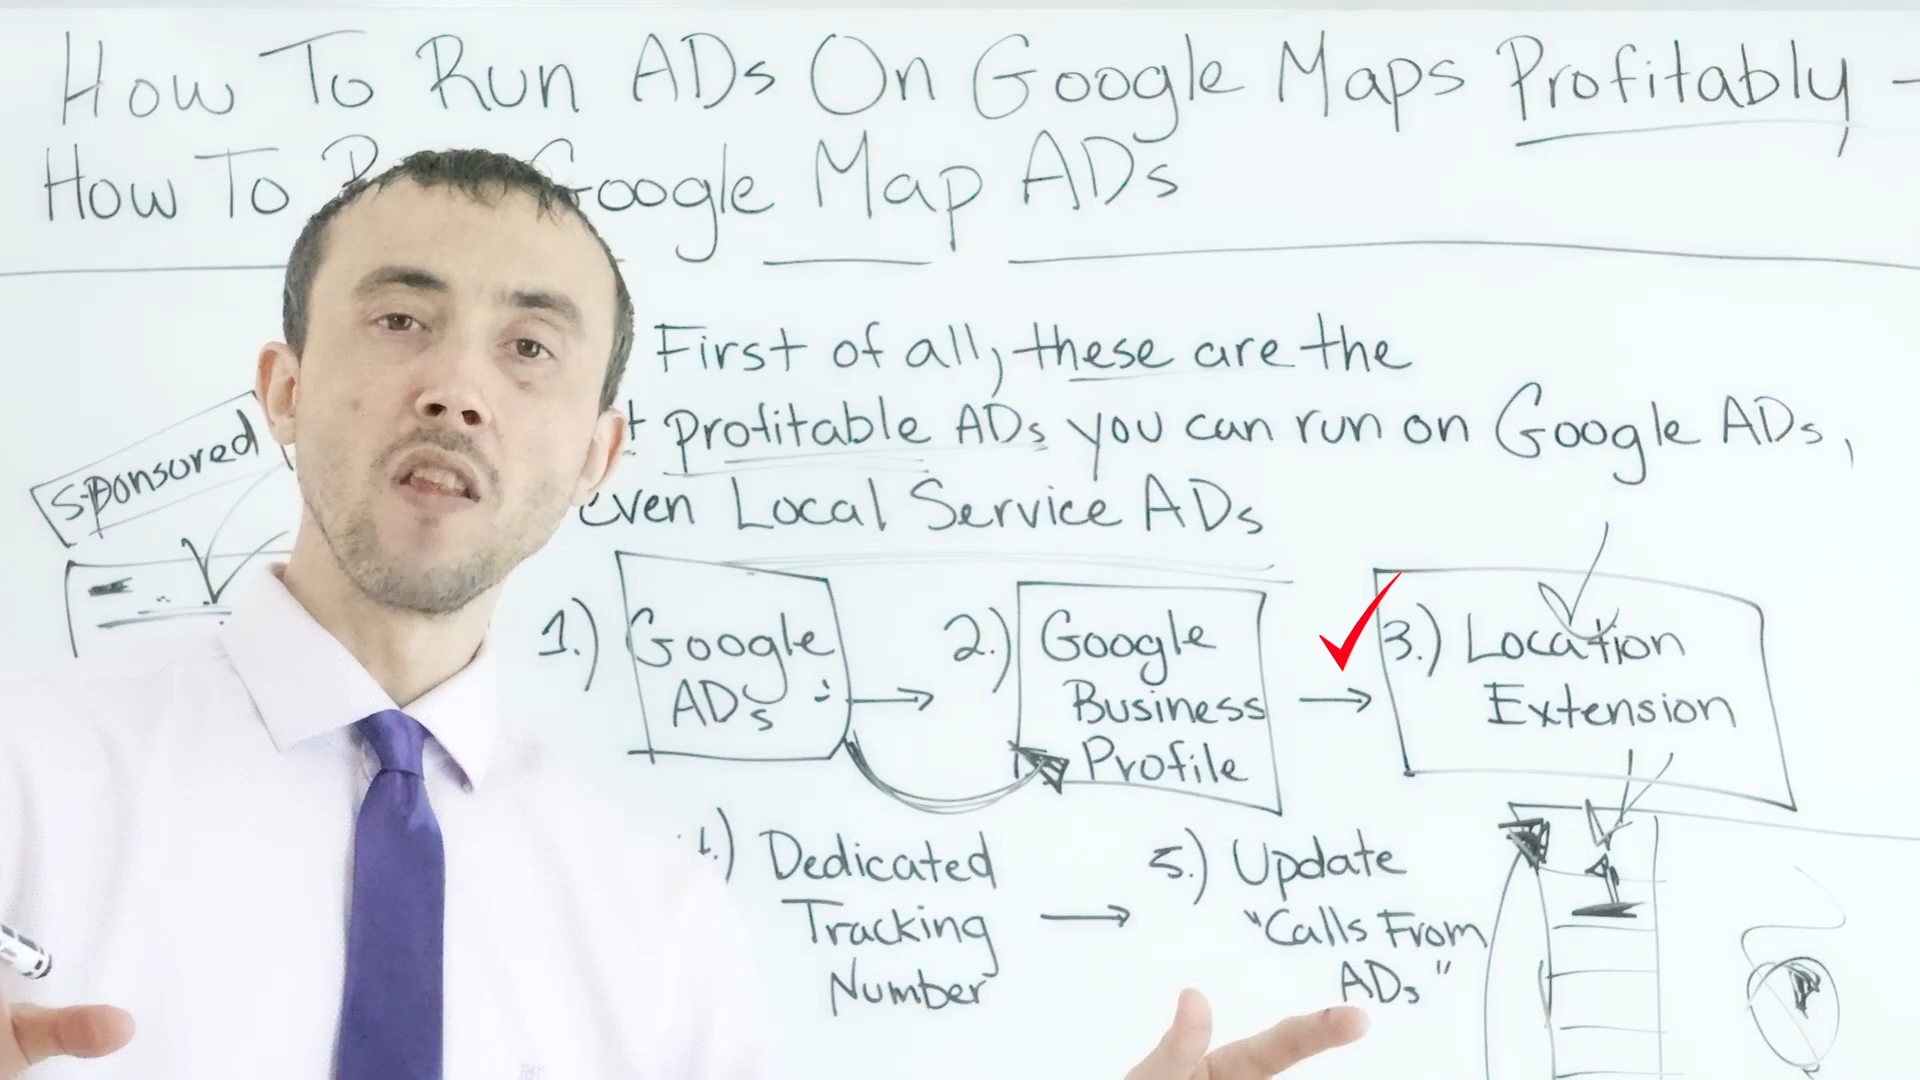 How To Run ADs On Google Maps Profitably -
How To Google Map ADs
First of all, these are the
profitable ADs you can run on Google ADs,
even Local Service ADs
sponsored
1.) Google
ADs
2.) Google
Business
Profile
3.) Location
Extension
Dedicated
Tracking
Number
5.) Update
"Calls From
ADs"